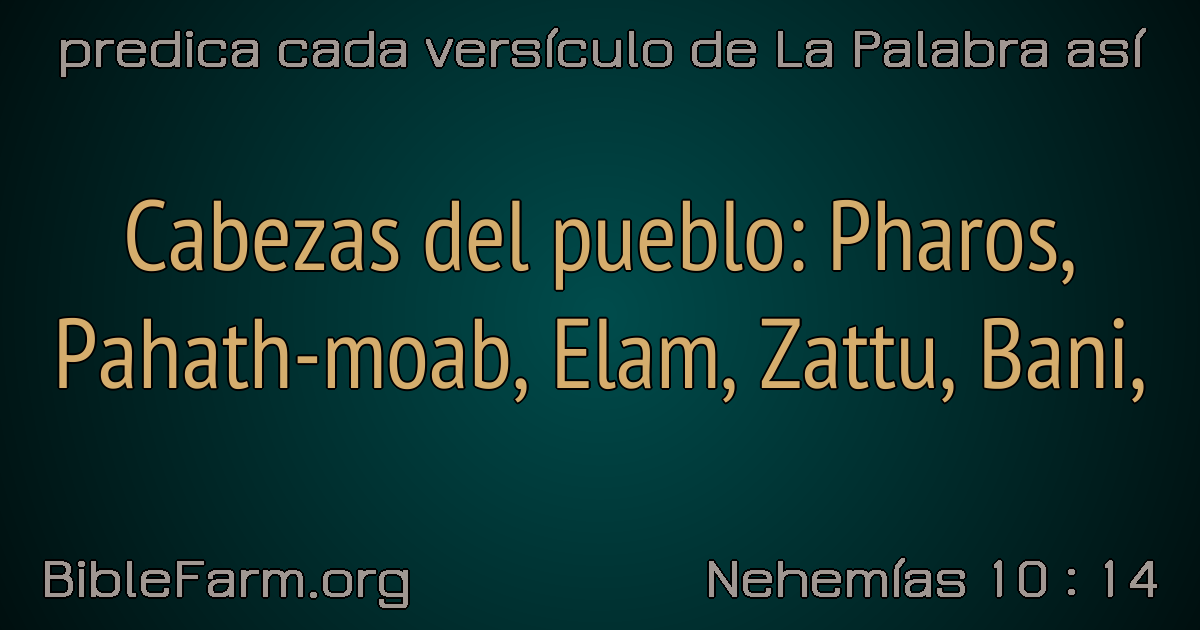 predica cada versículo de La Palabra así
Cabezas del pueblo: Pharos,
Pahath-moab, Elam, Zattu, Bani,
BibleFarm.org
Nehemías 10 : 14